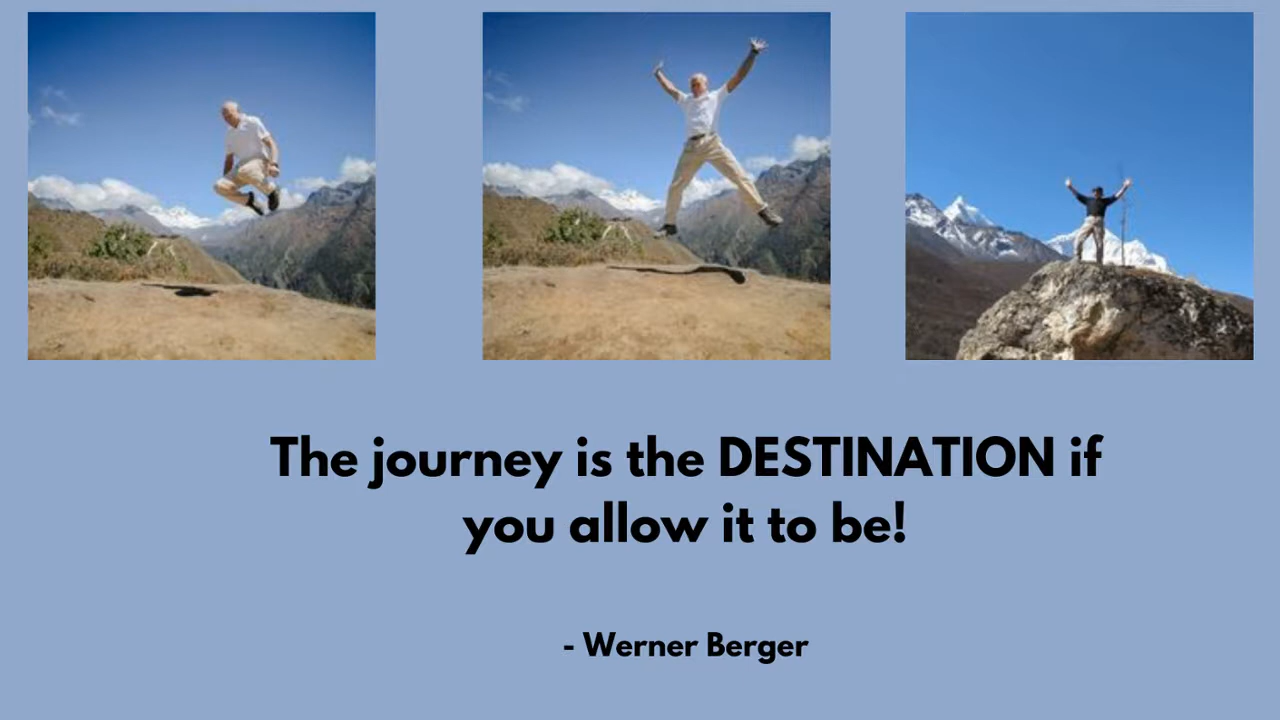 The journey is the DESTINATION if
you allow it to be!
- Werner Berger